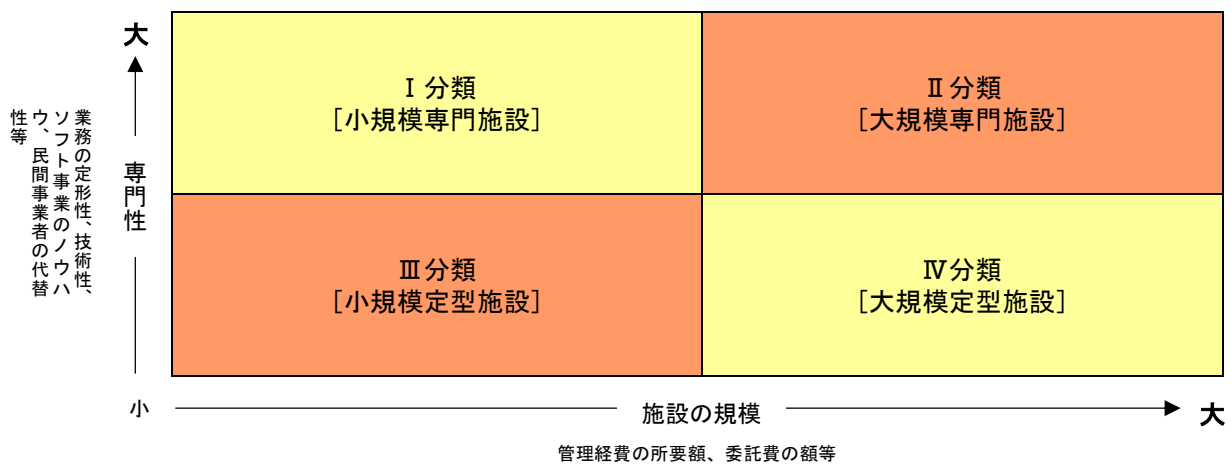 大
業務の定形性、技術性、
ソフト事業のノウハ
ウ、民間事業者の代替
性等
専門性
Ⅰ分類
［小規模専門施設］
Ⅱ分類
［大規模専門施設］
Ⅲ分類
［小規模定型施設］
Ⅳ分類
［大規模定型施設］
小
施設の規模
大
管理経費の所要額、委託費の額等